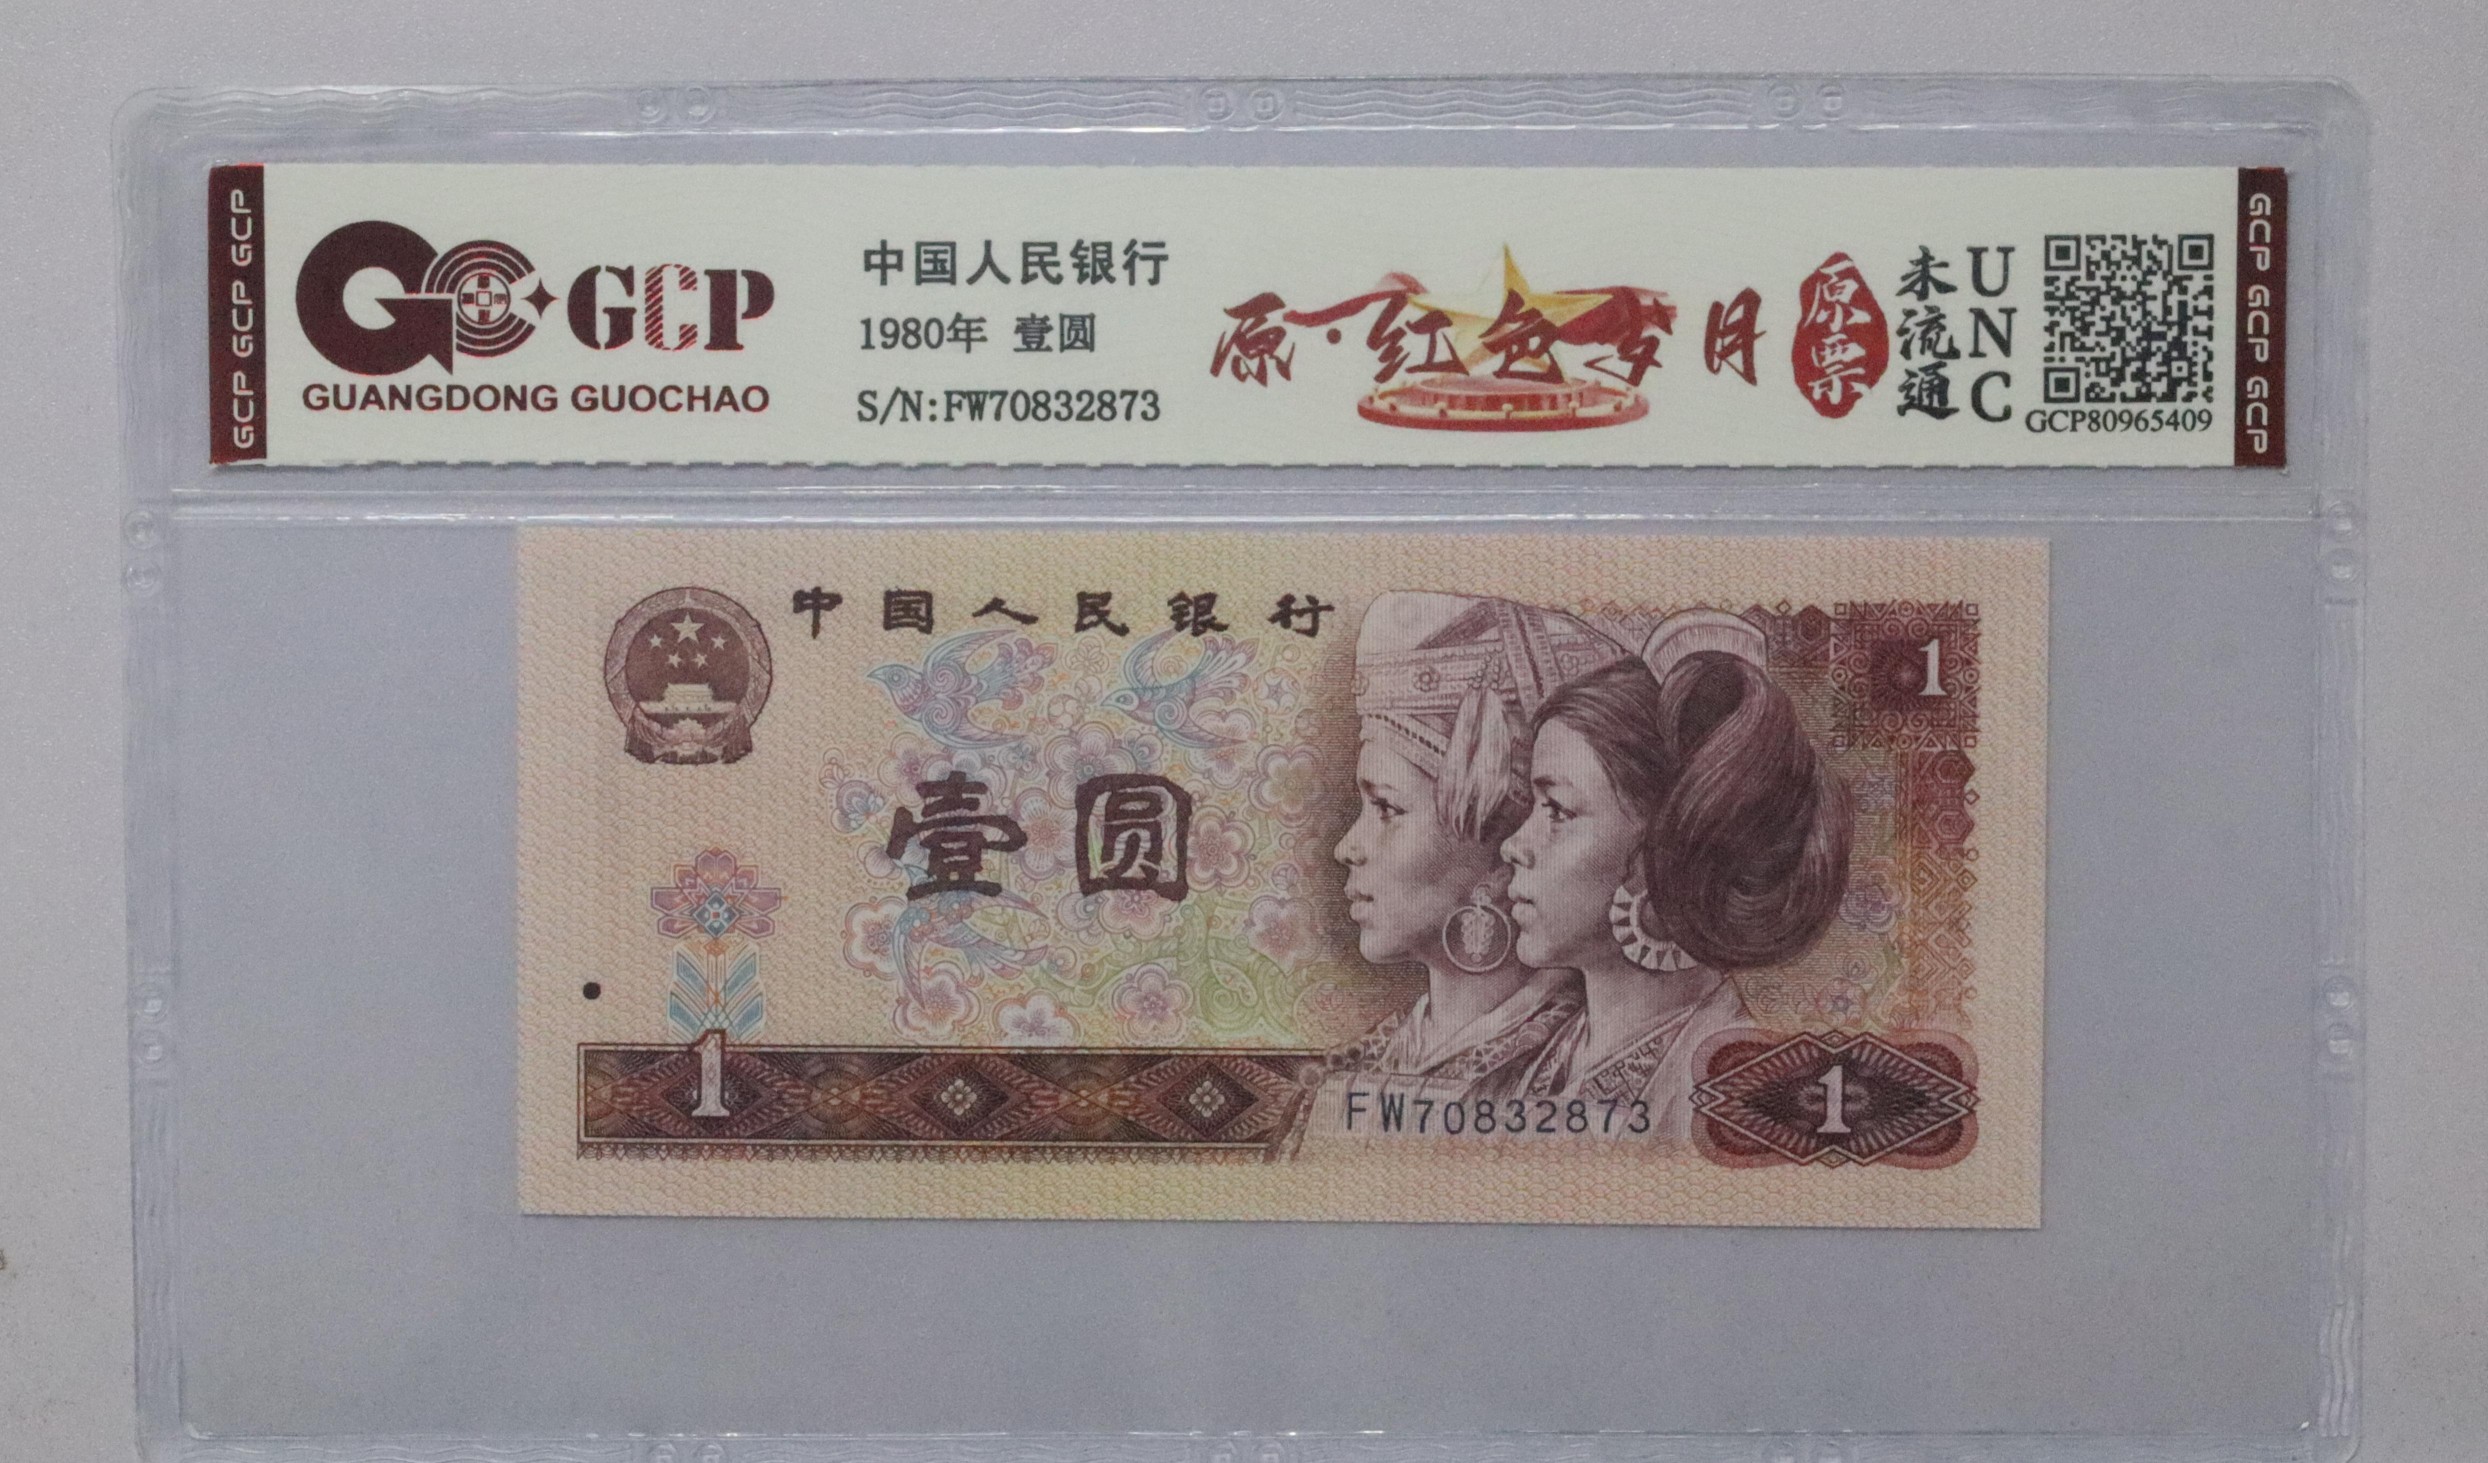 GCP GCP GCP
GCP
GUANGDONG GUOCHAO
中国人民银行
1980年 壹圆
S/N:FW70832873
原·红色岁月
原票
未流通
UNC
GCP80965409
GCP GCP GCP
中国人民银行
1
壹圆
1
FW70832873
1